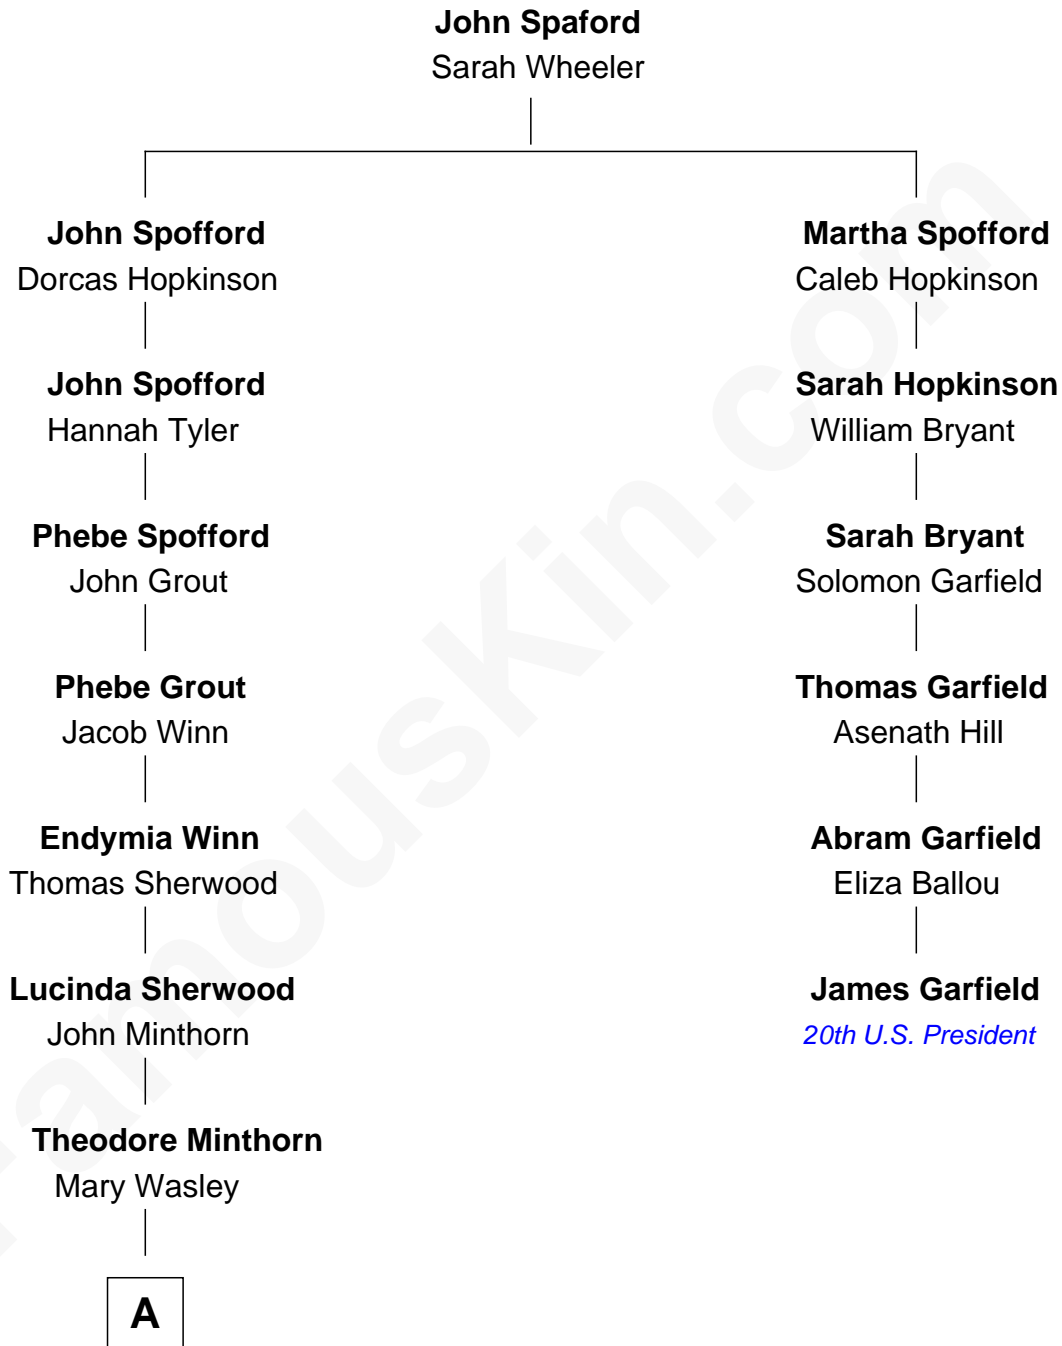 John Spaford
Sarah Wheeler
John Spofford
Dorcas Hopkinson
Martha Spofford
Caleb Hopkinson
John Spofford
Hannah Tyler
Sarah Hopkinson
William Bryant
Phebe Spofford
John Grout
Sarah Bryant
Solomon Garfield
Phebe Grout
Jacob Winn
Thomas Garfield
Asenath Hill
Endymia Winn
Thomas Sherwood
Abram Garfield
Eliza Ballou
Lucinda Sherwood
John Minthorn
James Garfield
20th U.S. President
Theodore Minthorn
Mary Wasley
A
FamousKin.com